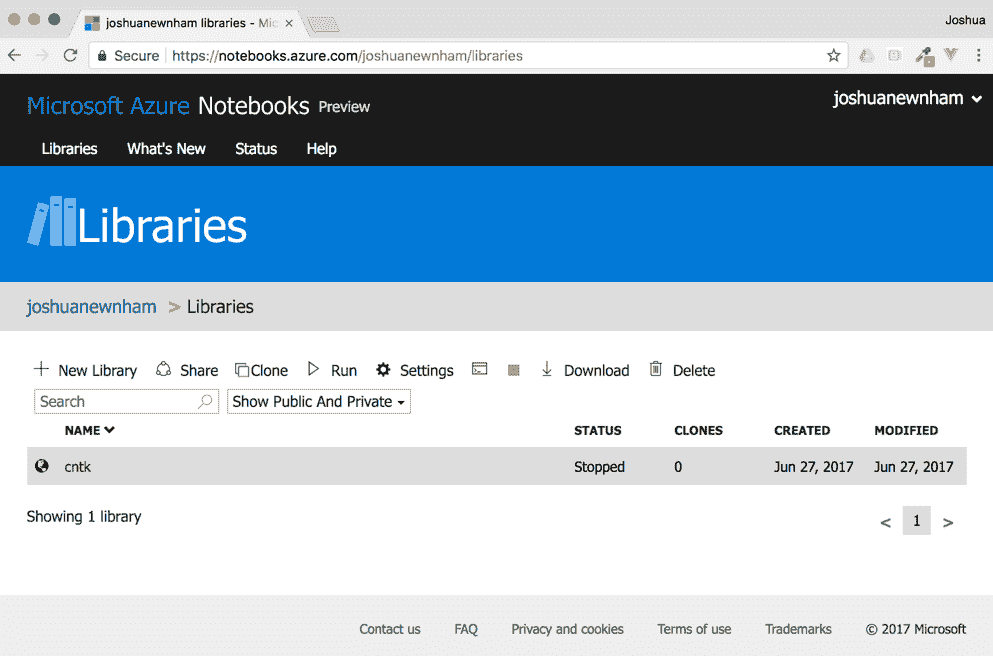 joshuanewnham libraries - Mic
Joshua
Secure https://notebooks.azure.com/joshuanewnham/libraries
Microsoft Azure Notebooks Preview
joshuanewnham
Libraries What's New Status Help
Libraries
joshuanewnham > Libraries
New Library Share Clone Run Settings Download Delete
Search Show Public And Private
NAME STATUS CLONES CREATED MODIFIED
cntk Stopped 0 Jun 27, 2017 Jun 27, 2017
Showing 1 library
< 1 >
Contact us FAQ Privacy and cookies Terms of use Trademarks © 2017 Microsoft